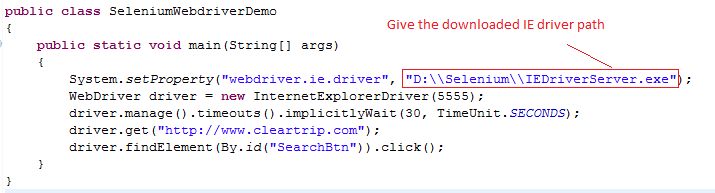 public class SeleniumWebdriverDemo
Give the downloaded IE driver path
{
public static void main(String[] args)
{
System.setProperty("webdriver.ie.driver", "D:\\Selenium\\IEDriverServer.exe");
WebDriver driver = new InternetExplorerDriver(5555);
driver.manage().timeouts().implicitlyWait(30, TimeUnit.SECONDS);
driver.get("http://www.cleartrip.com");
driver.findElement(By.id("SearchBtn")).click();
}
}